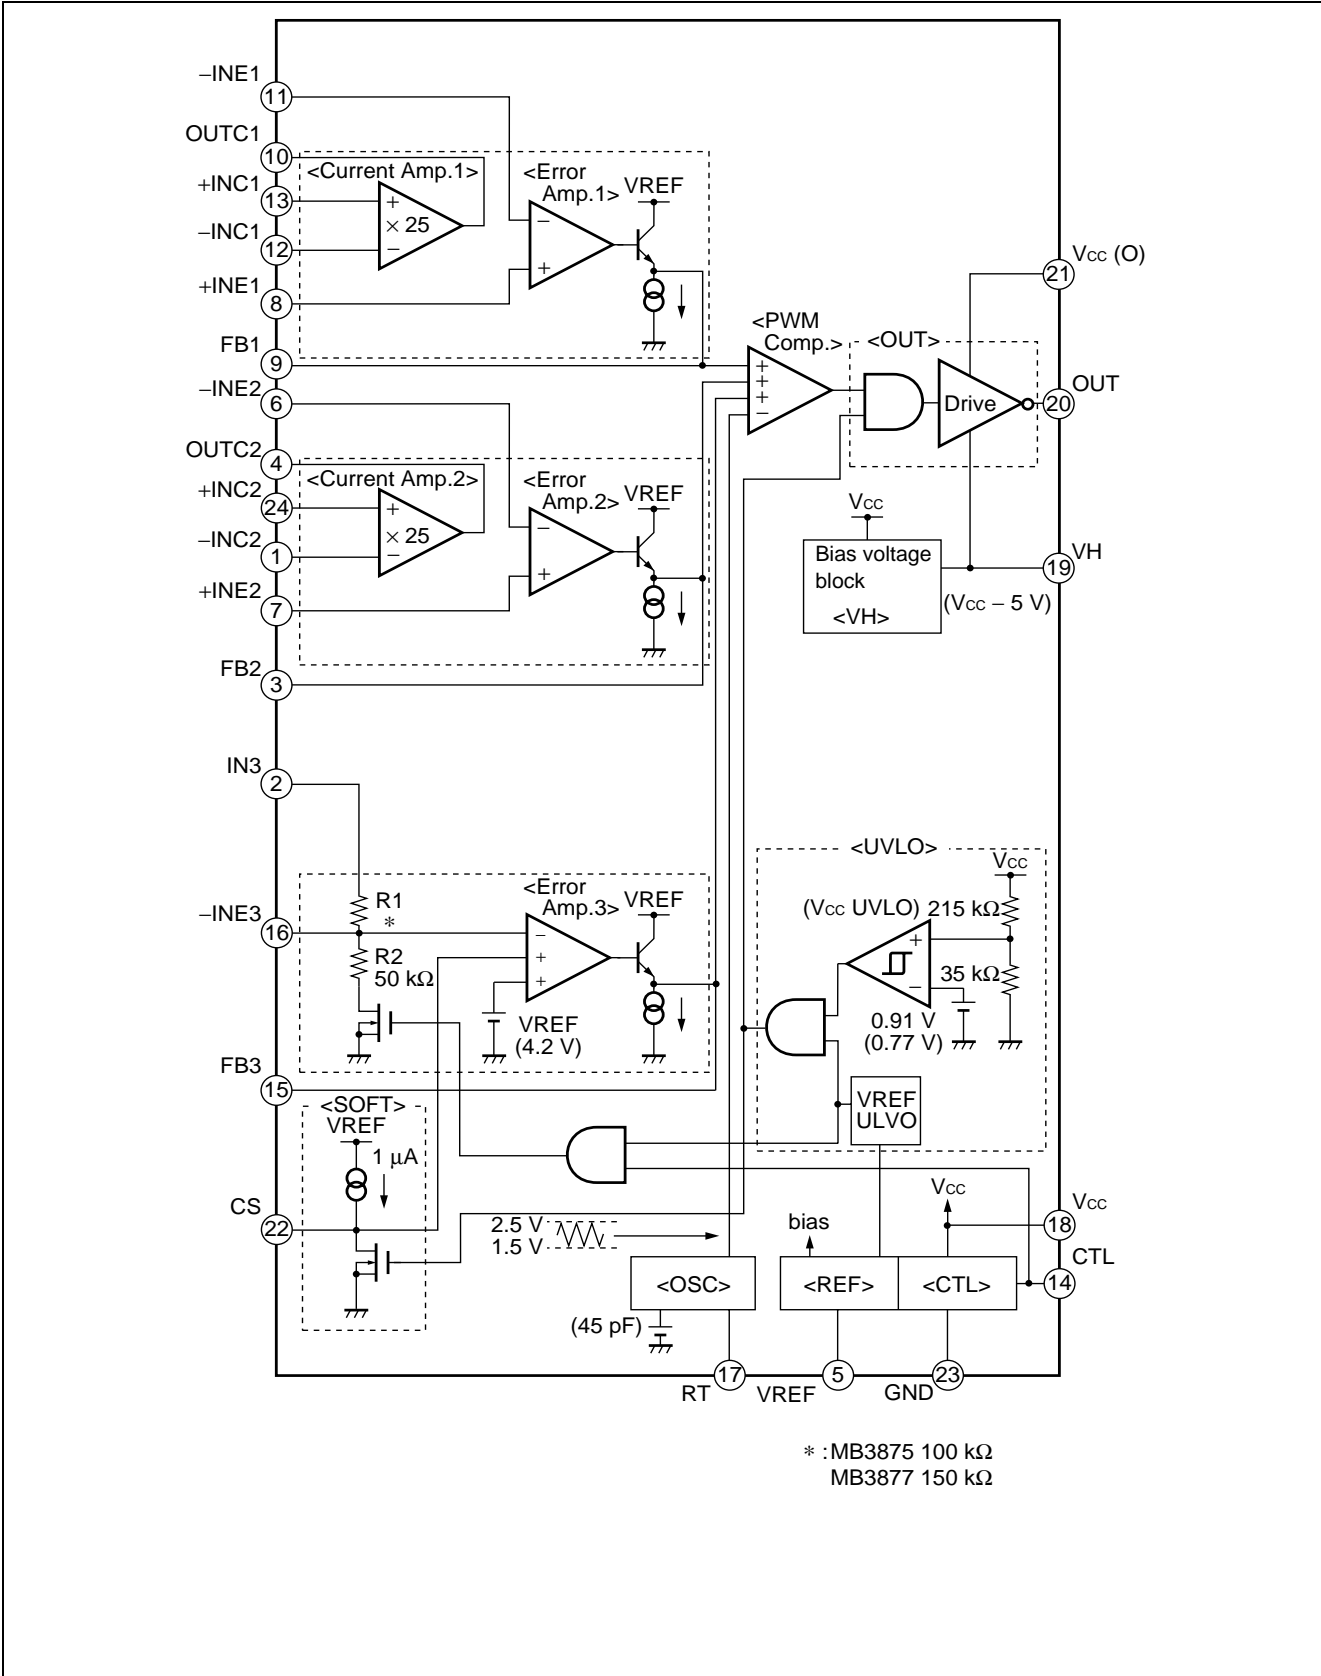 −INE1
11
OUTC1
10
<Current Amp.1>
<Error
Amp.1>
VREF
+INC1
13
+
× 25
−
−INC1
12
−
+
+INE1
8
VCC (O)
21
FB1
9
<PWM
Comp.>
<OUT>
+
+
+
−
Drive
OUT
20
−INE2
6
OUTC2
4
<Current Amp.2>
<Error
Amp.2>
VREF
+INC2
24
+
× 25
−
−INC2
1
−
+
+INE2
7
VCC
Bias voltage
block
<VH>
VH
19
(VCC − 5 V)
FB2
3
IN3
2
<UVLO>
VCC
(VCC UVLO)
215 kΩ
+
−
35 kΩ
0.91 V
(0.77 V)
<Error
Amp.3>
VREF
R1
*
−INE3
16
R2
50 kΩ
−
+
+
VREF
(4.2 V)
FB3
15
VREF
ULVO
<SOFT>
VREF
1 μA
CS
22
2.5 V
1.5 V
bias
VCC
VCC
18
CTL
14
<OSC>
<REF>
<CTL>
(45 pF)
RT
17
VREF
5
GND
23
* :MB3875 100 kΩ
MB3877 150 kΩ